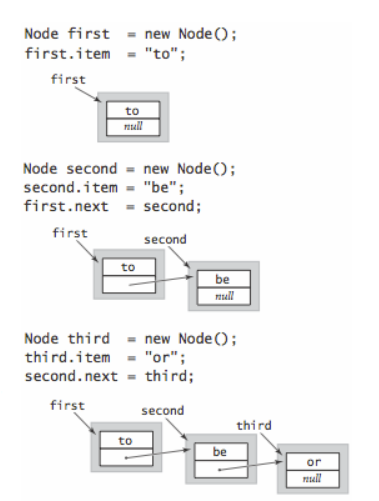 Node first  = new Node();
first.item  = "to";
first
to
null
Node second = new Node();
second.item = "be";
first.next  = second;
first
second
to
be
null
Node third  = new Node();
third.item  = "or";
second.next = third;
first
second
third
to
be
or
null